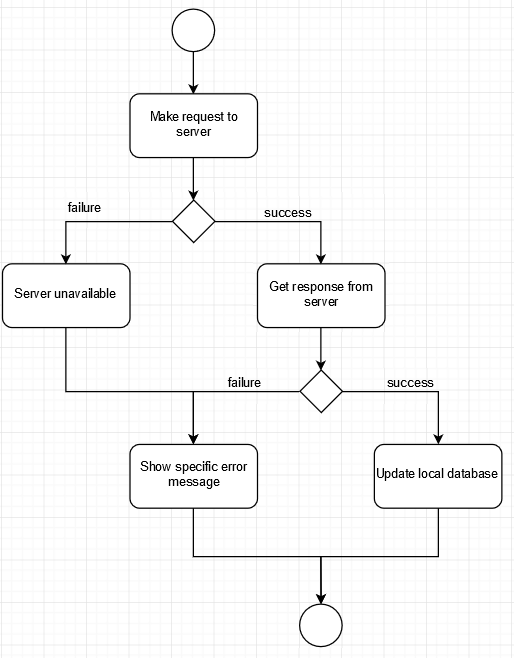 Make request to
server
failure
success
Server unavailable
Get response from
server
failure
success
Show specific error
message
Update local database